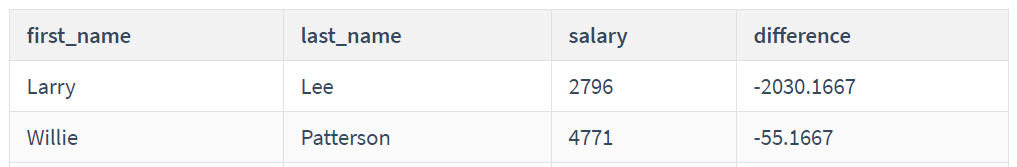 first_name last_name salary difference
Larry Lee 2796 -2030.1667
Willie Patterson 4771 -55.1667